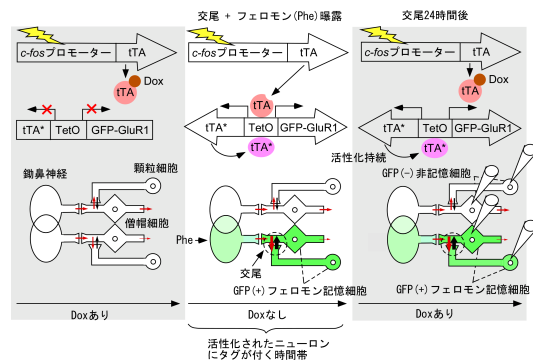 交尾 + フェロモン(Phe)曝露
交尾24時間後
c-fosプロモーター
tTA
Dox
tTA
tTA*
TetO
GFP-GluR1
鋤鼻神経
顆粒細胞
僧帽細胞
Doxあり
c-fosプロモーター
tTA
tTA
tTA*
TetO
GFP-GluR1
tTA*
Phe
交尾
GFP(+)フェロモン記憶細胞
Doxなし
活性化されたニューロン
にタグが付く時間帯
c-fosプロモーター
tTA
Dox
tTA
tTA*
TetO
GFP-GluR1
tTA*
活性化持続
GFP(-)非記憶細胞
GFP(+)フェロモン記憶細胞
Doxあり